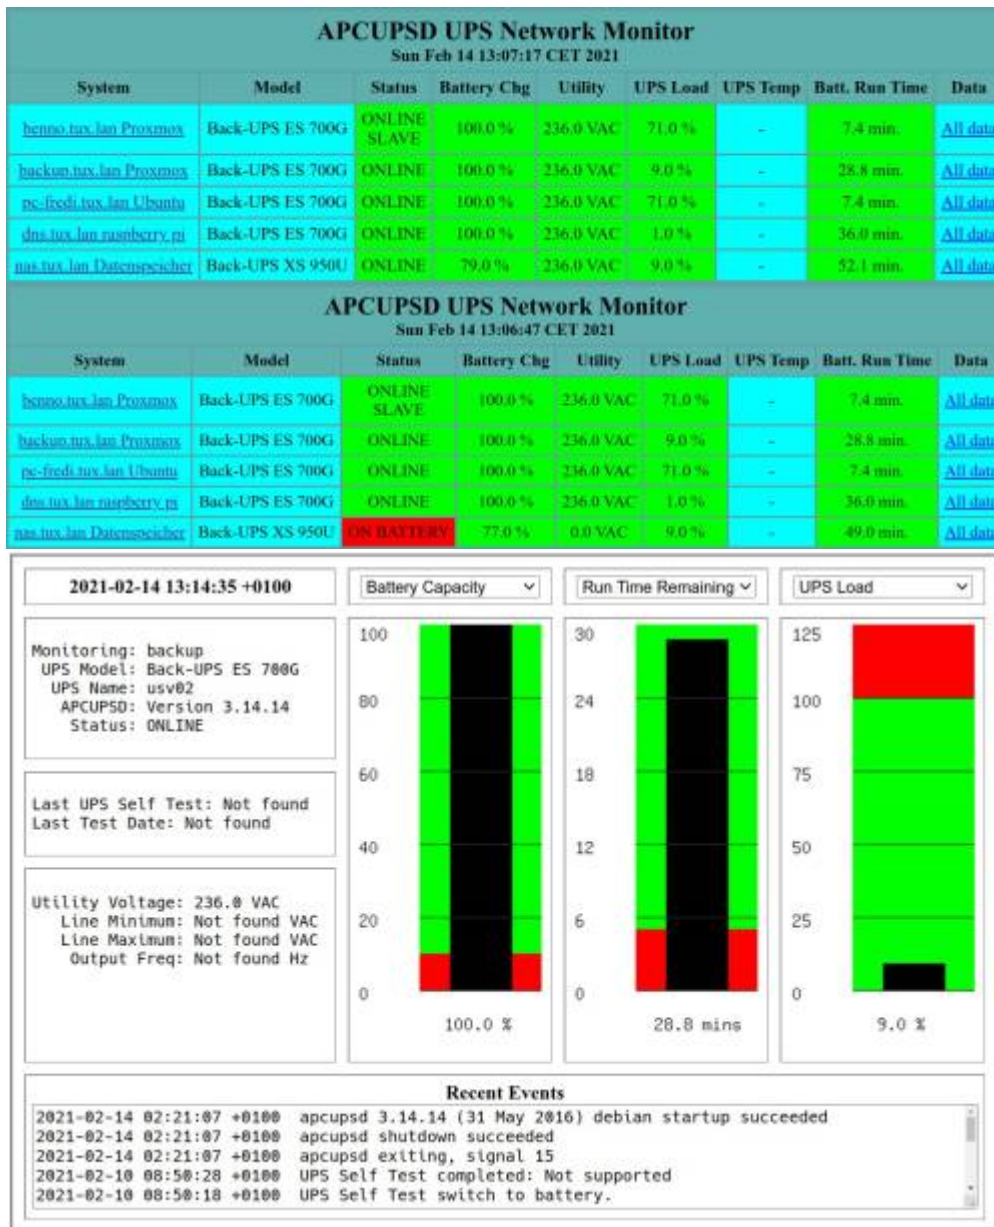 APCUPSD UPS Network Monitor
Sun Feb 14 13:07:17 CET 2021
System Model Status Battery Chg Utility UPS Load UPS Temp Batt. Run Time Data
benno.tux.lan Proxmox Back-UPS ES 700G ONLINE SLAVE 100.0 % 236.0 VAC 71.0 % - 7.4 min. All data
backup.tux.lan Proxmox Back-UPS ES 700G ONLINE 100.0 % 236.0 VAC 9.0 % - 28.8 min. All data
pc-fredi.tux.lan Ubuntu Back-UPS ES 700G ONLINE 100.0 % 236.0 VAC 71.0 % - 7.4 min. All data
dns.tux.lan raspberry pi Back-UPS ES 700G ONLINE 100.0 % 236.0 VAC 1.0 % - 36.0 min. All data
nas.tux.lan Datenspeicher Back-UPS XS 950U ONLINE 79.0 % 236.0 VAC 9.0 % - 52.1 min. All data
APCUPSD UPS Network Monitor
Sun Feb 14 13:06:47 CET 2021
System Model Status Battery Chg Utility UPS Load UPS Temp Batt. Run Time Data
benno.tux.lan Proxmox Back-UPS ES 700G ONLINE SLAVE 100.0 % 236.0 VAC 71.0 % - 7.4 min. All data
backup.tux.lan Proxmox Back-UPS ES 700G ONLINE 100.0 % 236.0 VAC 9.0 % - 28.8 min. All data
pc-fredi.tux.lan Ubuntu Back-UPS ES 700G ONLINE 100.0 % 236.0 VAC 71.0 % - 7.4 min. All data
dns.tux.lan raspberry pi Back-UPS ES 700G ONLINE 100.0 % 236.0 VAC 1.0 % - 36.0 min. All data
nas.tux.lan Datenspeicher Back-UPS XS 950U ON BATTERY 77.0 % 0.0 VAC 9.0 % - 49.0 min. All data
2021-02-14 13:14:35 +0100
Monitoring: backup
UPS Model: Back-UPS ES 700G
UPS Name: usv02
APCUPSD: Version 3.14.14
Status: ONLINE
Last UPS Self Test: Not found
Last Test Date: Not found
Utility Voltage: 236.0 VAC
Line Minimum: Not found VAC
Line Maximum: Not found VAC
Output Freq: Not found Hz
Battery Capacity
100
80
60
40
20
0
100.0 %
Run Time Remaining
30
24
18
12
6
0
28.8 mins
UPS Load
125
100
75
50
25
0
9.0 %
Recent Events
2021-02-14 02:21:07 +0100 apcupsd 3.14.14 (31 May 2016) debian startup succeeded
2021-02-14 02:21:07 +0100 apcupsd shutdown succeeded
2021-02-14 02:21:07 +0100 apcupsd exiting, signal 15
2021-02-10 08:50:28 +0100 UPS Self Test completed: Not supported
2021-02-10 08:50:18 +0100 UPS Self Test switch to battery.